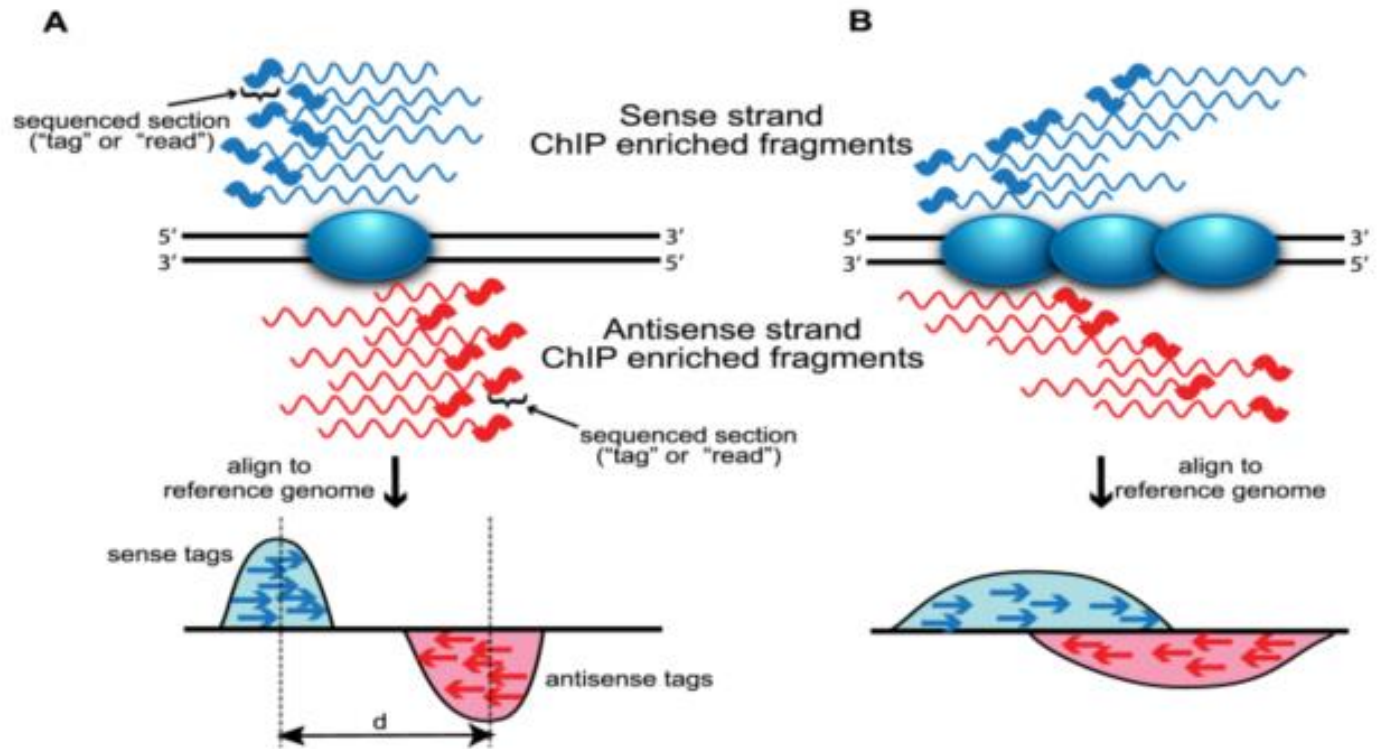 A
B
sequenced section
("tag" or "read")
Sense strand
ChIP enriched fragments
5'
3'
3'
5'
5'
3'
3'
5'
Antisense strand
ChIP enriched fragments
sequenced section
("tag" or "read")
align to
reference genome
align to
reference genome
sense tags
antisense tags
d